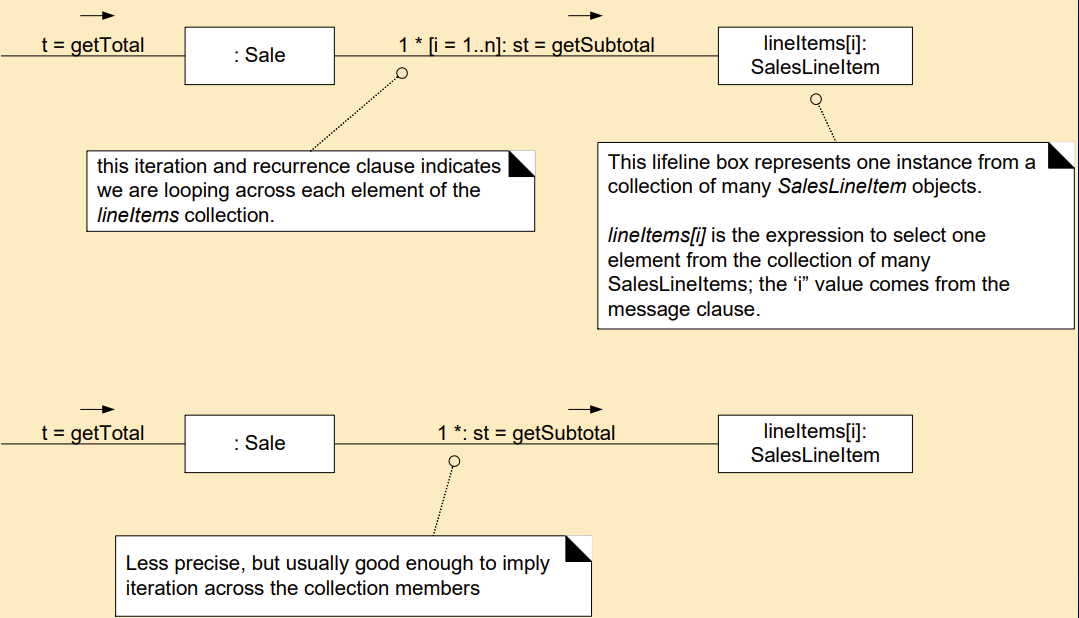 t = getTotal
: Sale
1 * [i = 1..n]: st = getSubtotal
lineItems[i]:
SalesLineItem
this iteration and recurrence clause indicates
we are looping across each element of the
lineItems collection.
This lifeline box represents one instance from a
collection of many SalesLineItem objects.
lineItems[i] is the expression to select one
element from the collection of many
SalesLineItems; the ‘i” value comes from the
message clause.
t = getTotal
: Sale
1 *: st = getSubtotal
lineItems[i]:
SalesLineItem
Less precise, but usually good enough to imply
iteration across the collection members